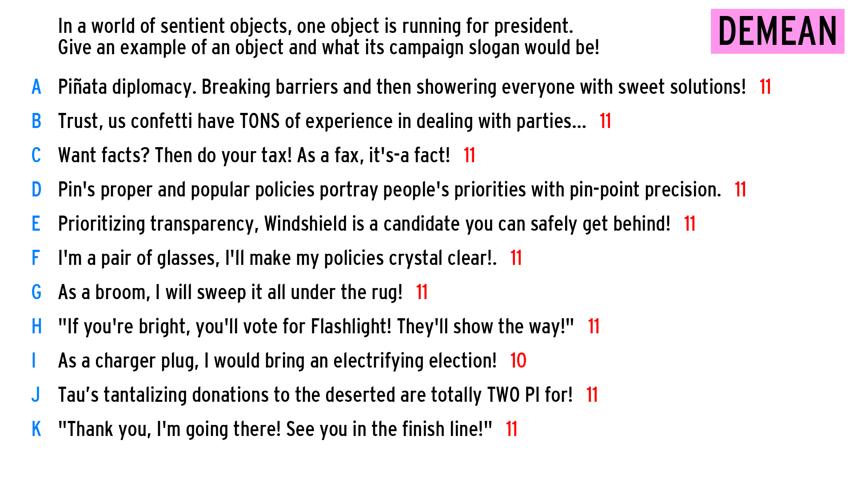 In a world of sentient objects, one object is running for president.
Give an example of an object and what its campaign slogan would be!
DEMEAN
A Piñata diplomacy. Breaking barriers and then showering everyone with sweet solutions! 11
B Trust, us confetti have TONS of experience in dealing with parties... 11
C Want facts? Then do your tax! As a fax, it's-a fact! 11
D Pin's proper and popular policies portray people's priorities with pin-point precision. 11
E Prioritizing transparency, Windshield is a candidate you can safely get behind! 11
F I'm a pair of glasses, I'll make my policies crystal clear!. 11
G As a broom, I will sweep it all under the rug! 11
H "If you're bright, you'll vote for Flashlight! They'll show the way!" 11
I As a charger plug, I would bring an electrifying election! 10
J Tau’s tantalizing donations to the deserted are totally TWO PI for! 11
K "Thank you, I'm going there! See you in the finish line!" 11